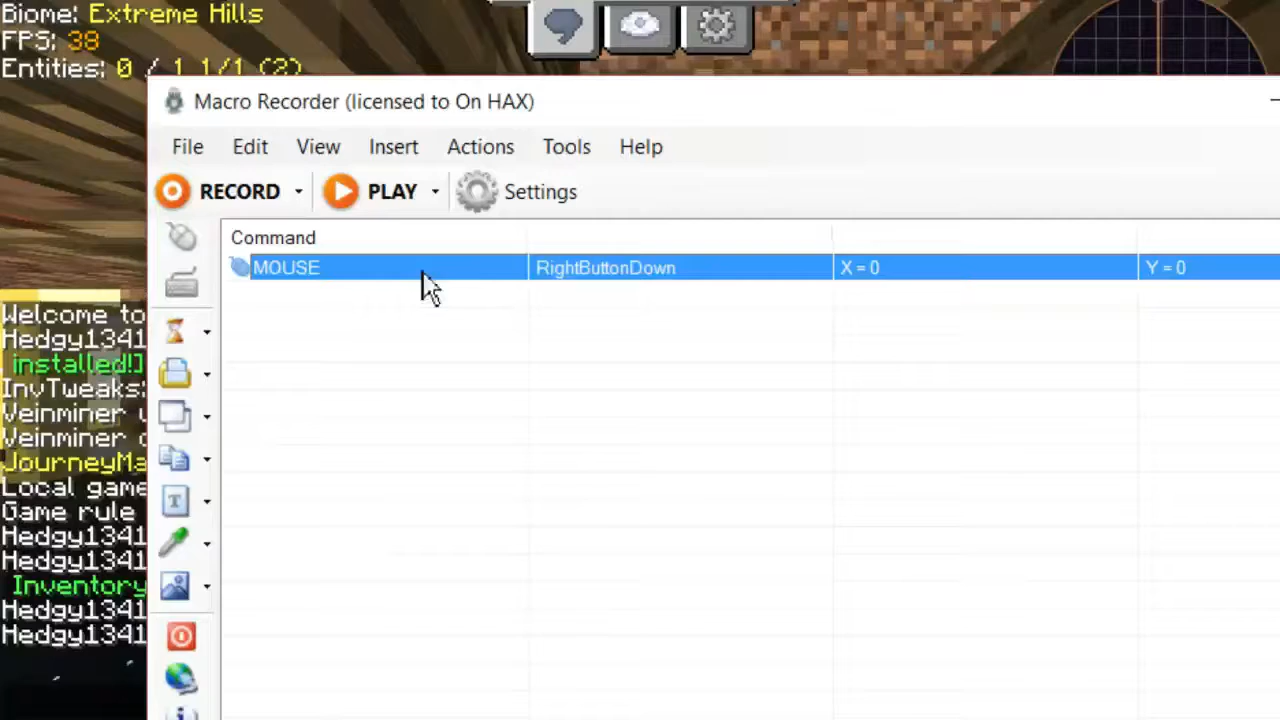 Biome: Extreme Hills
FPS: 38
Entities: 0 / 1 1/1 (2)
Macro Recorder (licensed to On HAX)
File Edit View Insert Actions Tools Help
RECORD PLAY Settings
Command
MOUSE RightButtonDown X = 0 Y = 0
Welcome to
Hedgy1341
installed!]
InvTweaks:
Veinminer
Veinminer
JourneyMa
Local game
Game rule
Hedgy1341
Hedgy1341
Inventory
Hedgy1341
Hedgy1341